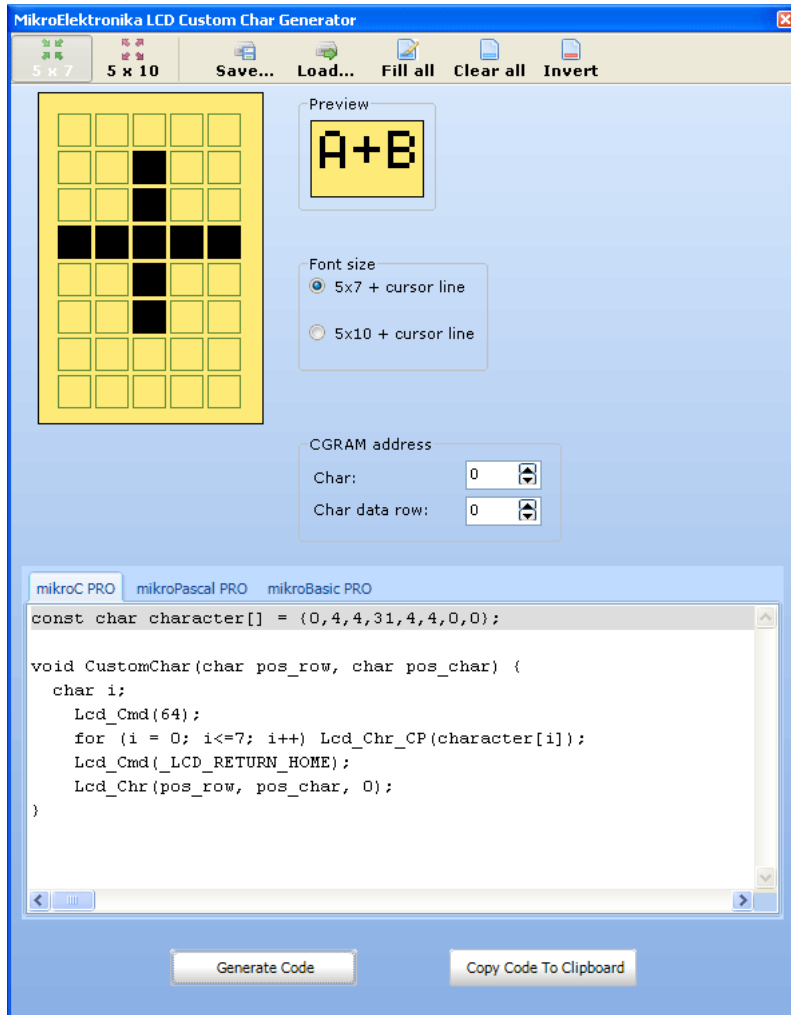 MikroElektronika LCD Custom Char Generator
5 x 7 5 x 10 Save... Load... Fill all Clear all Invert
Preview
A+B
Font size
5x7 + cursor line
5x10 + cursor line
CGRAM address
Char: 0
Char data row: 0
mikroC PRO mikroPascal PRO mikroBasic PRO
const char character[] = {0,4,4,31,4,4,0,0};
void CustomChar(char pos_row, char pos_char) {
char i;
Lcd_Cmd(64);
for (i = 0; i<=7; i++) Lcd_Chr_CP(character[i]);
Lcd_Cmd(_LCD_RETURN_HOME);
Lcd_Chr(pos_row, pos_char, 0);
}
Generate Code Copy Code To Clipboard